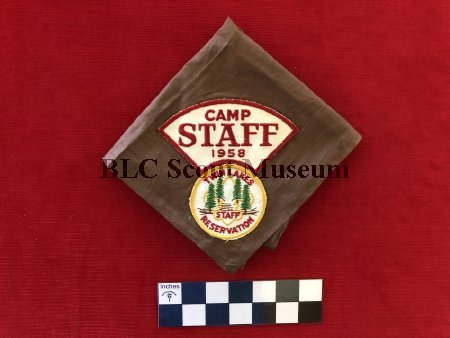 CAMP
STAFF
1958
BLC Scout Museum
TWIN LAKES
STAFF
RESERVATION
inches